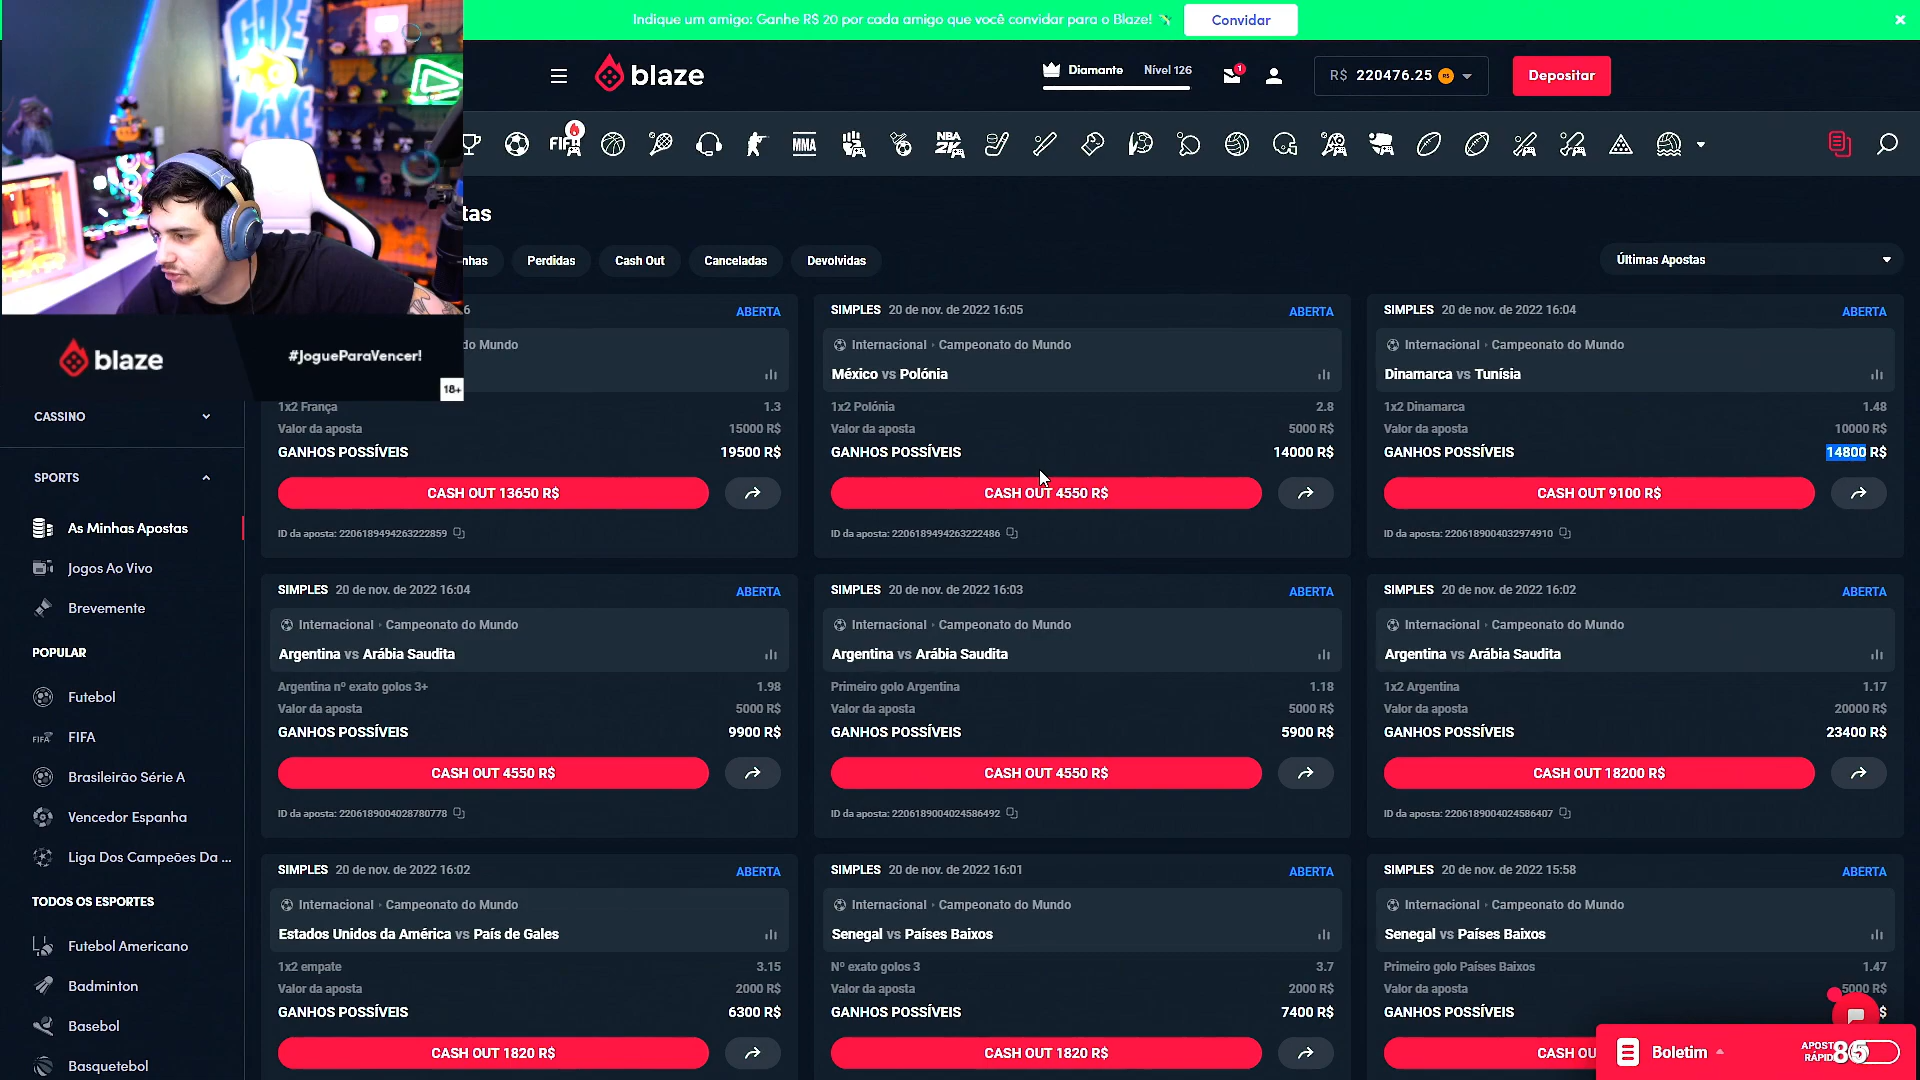 Indique um amigo: Ganhe R$ 20 por cada amigo que você convidar para o Blaze!
Convidar
blaze
Diamante
Nível 126
1
R$ 220476.25
Depositar
FIFA
MMA
NBA
2K
tas
nhas
Perdidas
Cash Out
Canceladas
Devolvidas
Últimas Apostas
blaze
#JogueParaVencer!
18+
6
ABERTA
do Mundo
1x2 França
1.3
Valor da aposta
15000 R$
GANHOS POSSÍVEIS
19500 R$
CASH OUT 13650 R$
ID da aposta: 2206189494263222859
SIMPLES 20 de nov. de 2022 16:05
ABERTA
Internacional · Campeonato do Mundo
México vs Polónia
1x2 Polónia
2.8
Valor da aposta
5000 R$
GANHOS POSSÍVEIS
14000 R$
CASH OUT 4550 R$
ID da aposta: 2206189494263222486
SIMPLES 20 de nov. de 2022 16:04
ABERTA
Internacional · Campeonato do Mundo
Dinamarca vs Tunísia
1x2 Dinamarca
1.48
Valor da aposta
10000 R$
GANHOS POSSÍVEIS
14800 R$
CASH OUT 9100 R$
ID da aposta: 2206189004032974910
CASSINO
SPORTS
As Minhas Apostas
Jogos Ao Vivo
Brevemente
POPULAR
Futebol
FIFA
FIFA
Brasileirão Série A
Vencedor Espanha
Liga Dos Campeões Da ...
TODOS OS ESPORTES
Futebol Americano
Badminton
Basebol
Basquetebol
SIMPLES 20 de nov. de 2022 16:04
ABERTA
Internacional · Campeonato do Mundo
Argentina vs Arábia Saudita
Argentina nº exato golos 3+
1.98
Valor da aposta
5000 R$
GANHOS POSSÍVEIS
9900 R$
CASH OUT 4550 R$
ID da aposta: 2206189004028780778
SIMPLES 20 de nov. de 2022 16:03
ABERTA
Internacional · Campeonato do Mundo
Argentina vs Arábia Saudita
Primeiro golo Argentina
1.18
Valor da aposta
5000 R$
GANHOS POSSÍVEIS
5900 R$
CASH OUT 4550 R$
ID da aposta: 2206189004024586492
SIMPLES 20 de nov. de 2022 16:02
ABERTA
Internacional · Campeonato do Mundo
Argentina vs Arábia Saudita
1x2 Argentina
1.17
Valor da aposta
20000 R$
GANHOS POSSÍVEIS
23400 R$
CASH OUT 18200 R$
ID da aposta: 2206189004024586407
SIMPLES 20 de nov. de 2022 16:02
ABERTA
Internacional · Campeonato do Mundo
Estados Unidos da América vs País de Gales
1x2 empate
3.15
Valor da aposta
2000 R$
GANHOS POSSÍVEIS
6300 R$
CASH OUT 1820 R$
SIMPLES 20 de nov. de 2022 16:01
ABERTA
Internacional · Campeonato do Mundo
Senegal vs Países Baixos
Nº exato golos 3
3.7
Valor da aposta
2000 R$
GANHOS POSSÍVEIS
7400 R$
CASH OUT 1820 R$
SIMPLES 20 de nov. de 2022 15:58
ABERTA
Internacional · Campeonato do Mundo
Senegal vs Países Baixos
Primeiro golo Países Baixos
1.47
Valor da aposta
5000 R$
GANHOS POSSÍVEIS
$
CASH OU
Boletim
APOST
RÁPID